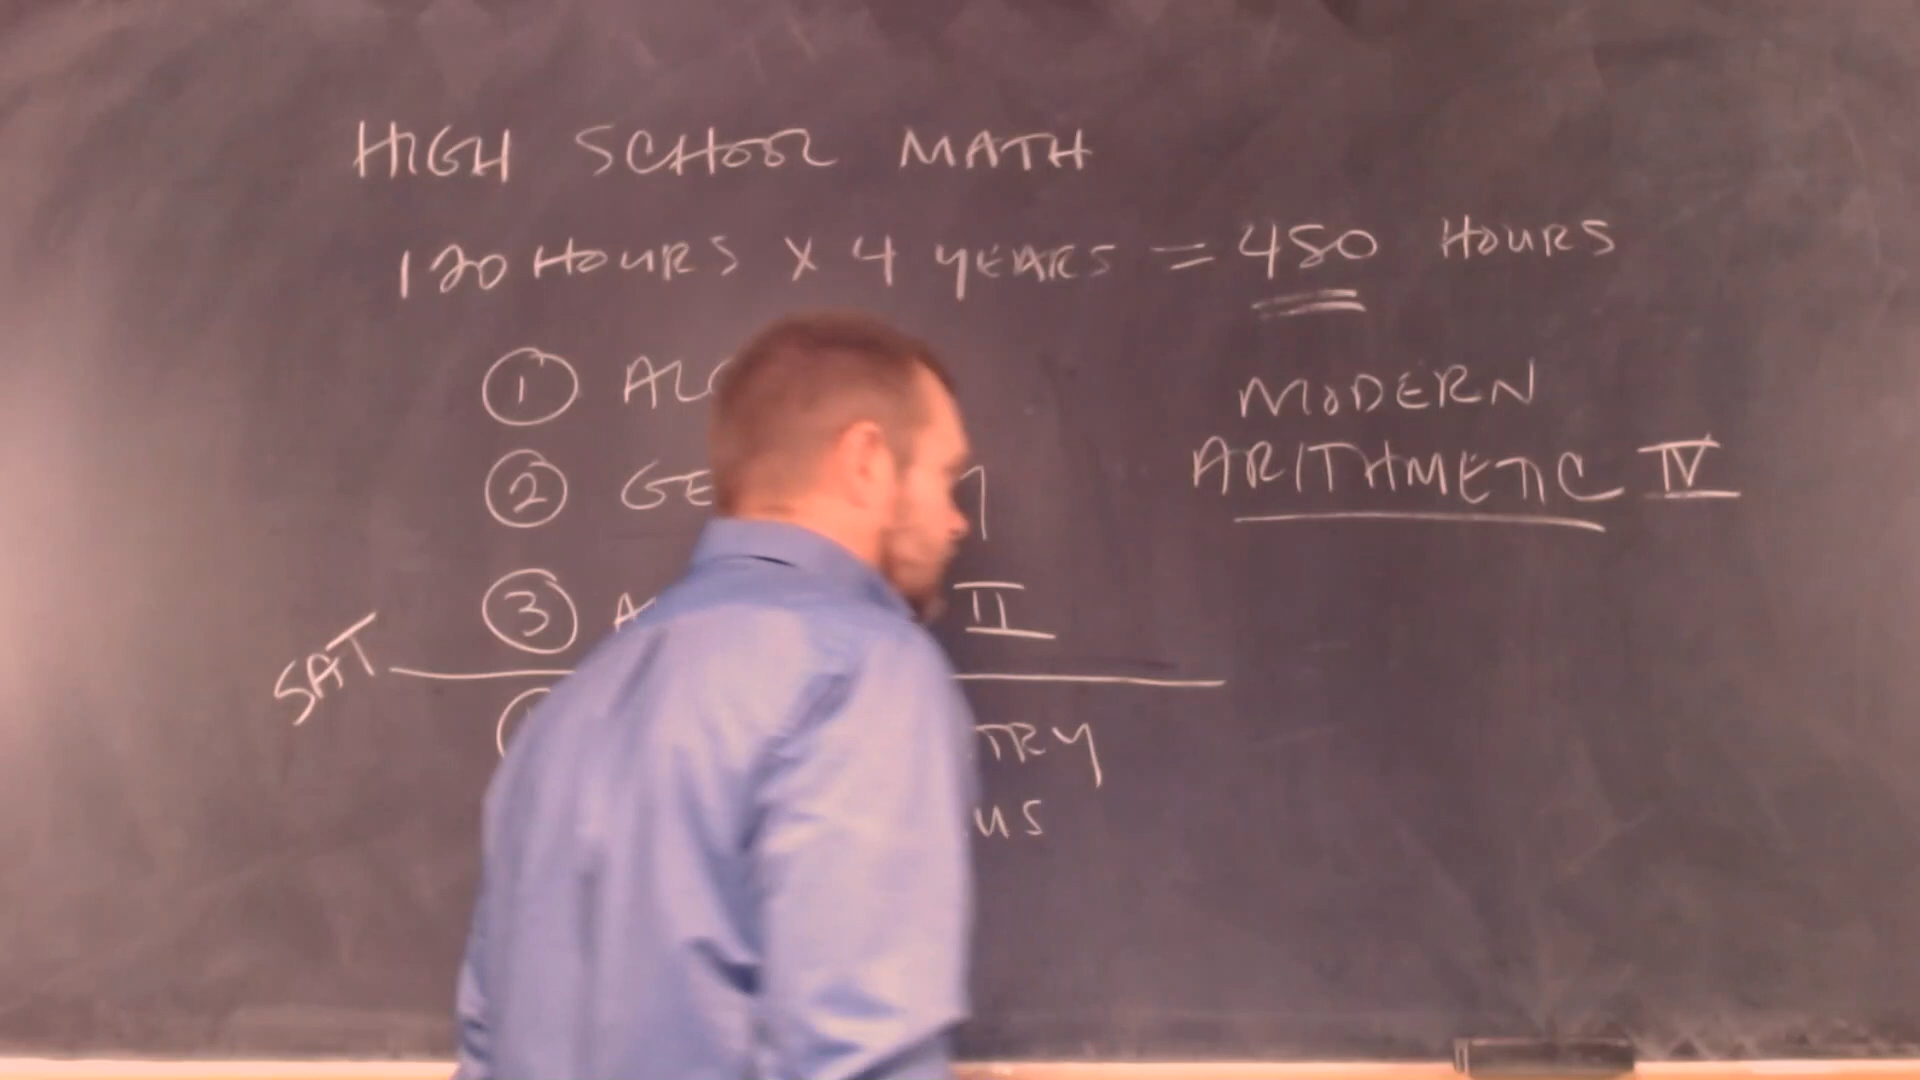 HIGH SCHOOL MATH
120 HOURS X 4 YEARS = 480 HOURS
① AL
② GE Y
③ A II
MODERN
ARITHMETIC IV
SAT
TRY
US